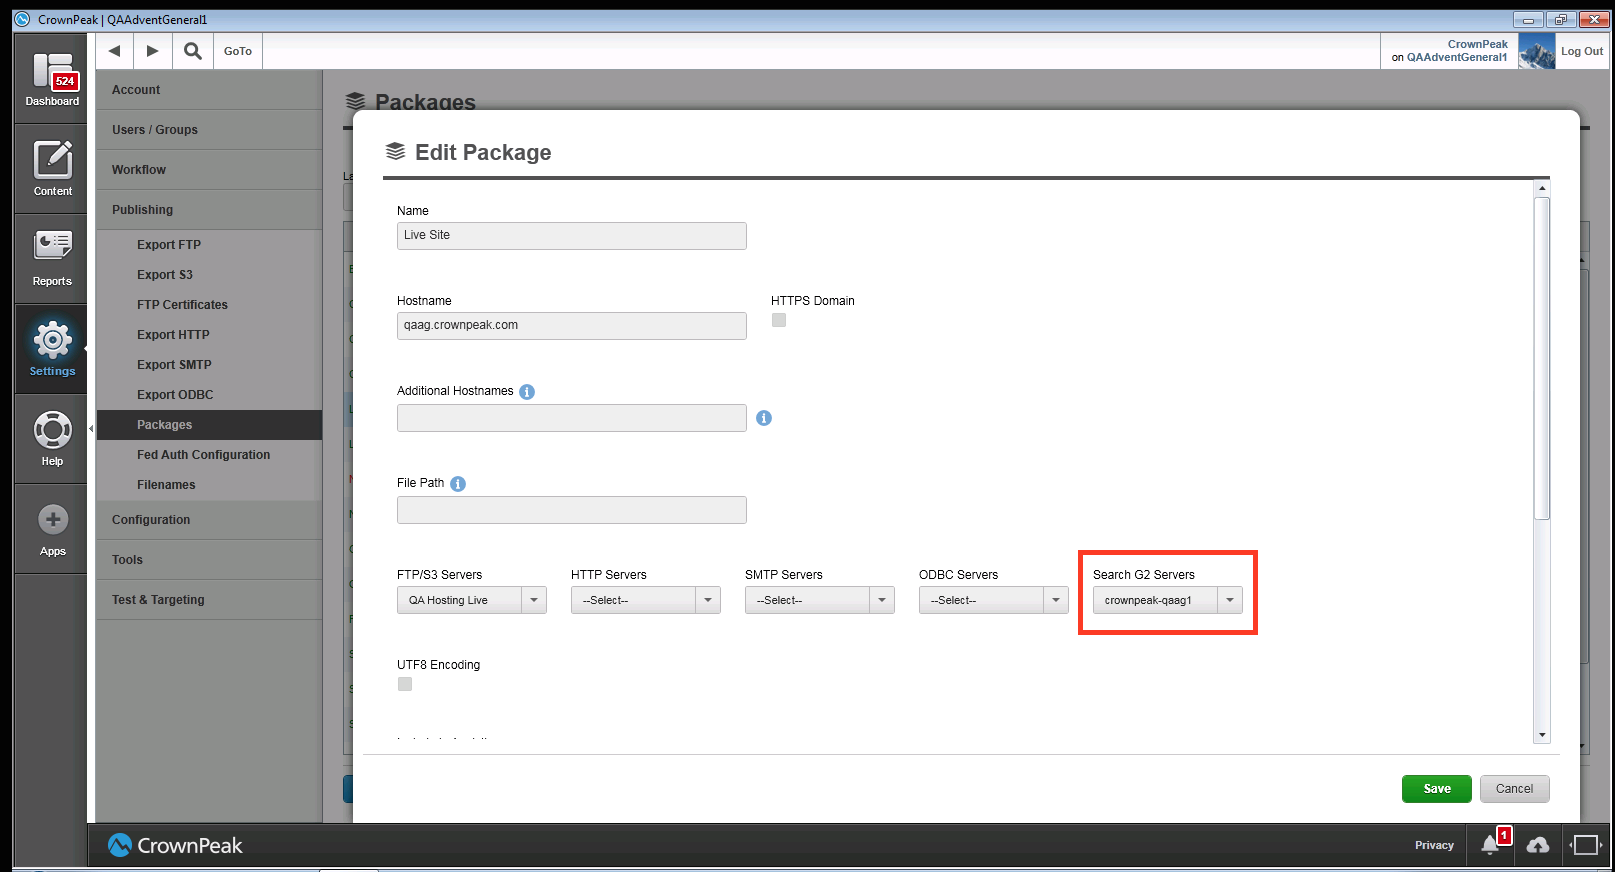 CrownPeak | QAAdventGeneral1
GoTo
CrownPeak
on QAAdventGeneral1
Log Out
524
Dashboard
Content
Reports
Settings
Help
Apps
Account
Users / Groups
Workflow
Publishing
Export FTP
Export S3
FTP Certificates
Export HTTP
Export SMTP
Export ODBC
Packages
Fed Auth Configuration
Filenames
Configuration
Tools
Test & Targeting
Packages
La
Edit Package
Name
Live Site
Hostname
HTTPS Domain
qaag.crownpeak.com
Additional Hostnames
File Path
FTP/S3 Servers
HTTP Servers
SMTP Servers
ODBC Servers
Search G2 Servers
QA Hosting Live
--Select--
--Select--
--Select--
crownpeak-qaag1
UTF8 Encoding
Save
Cancel
CrownPeak
Privacy
1